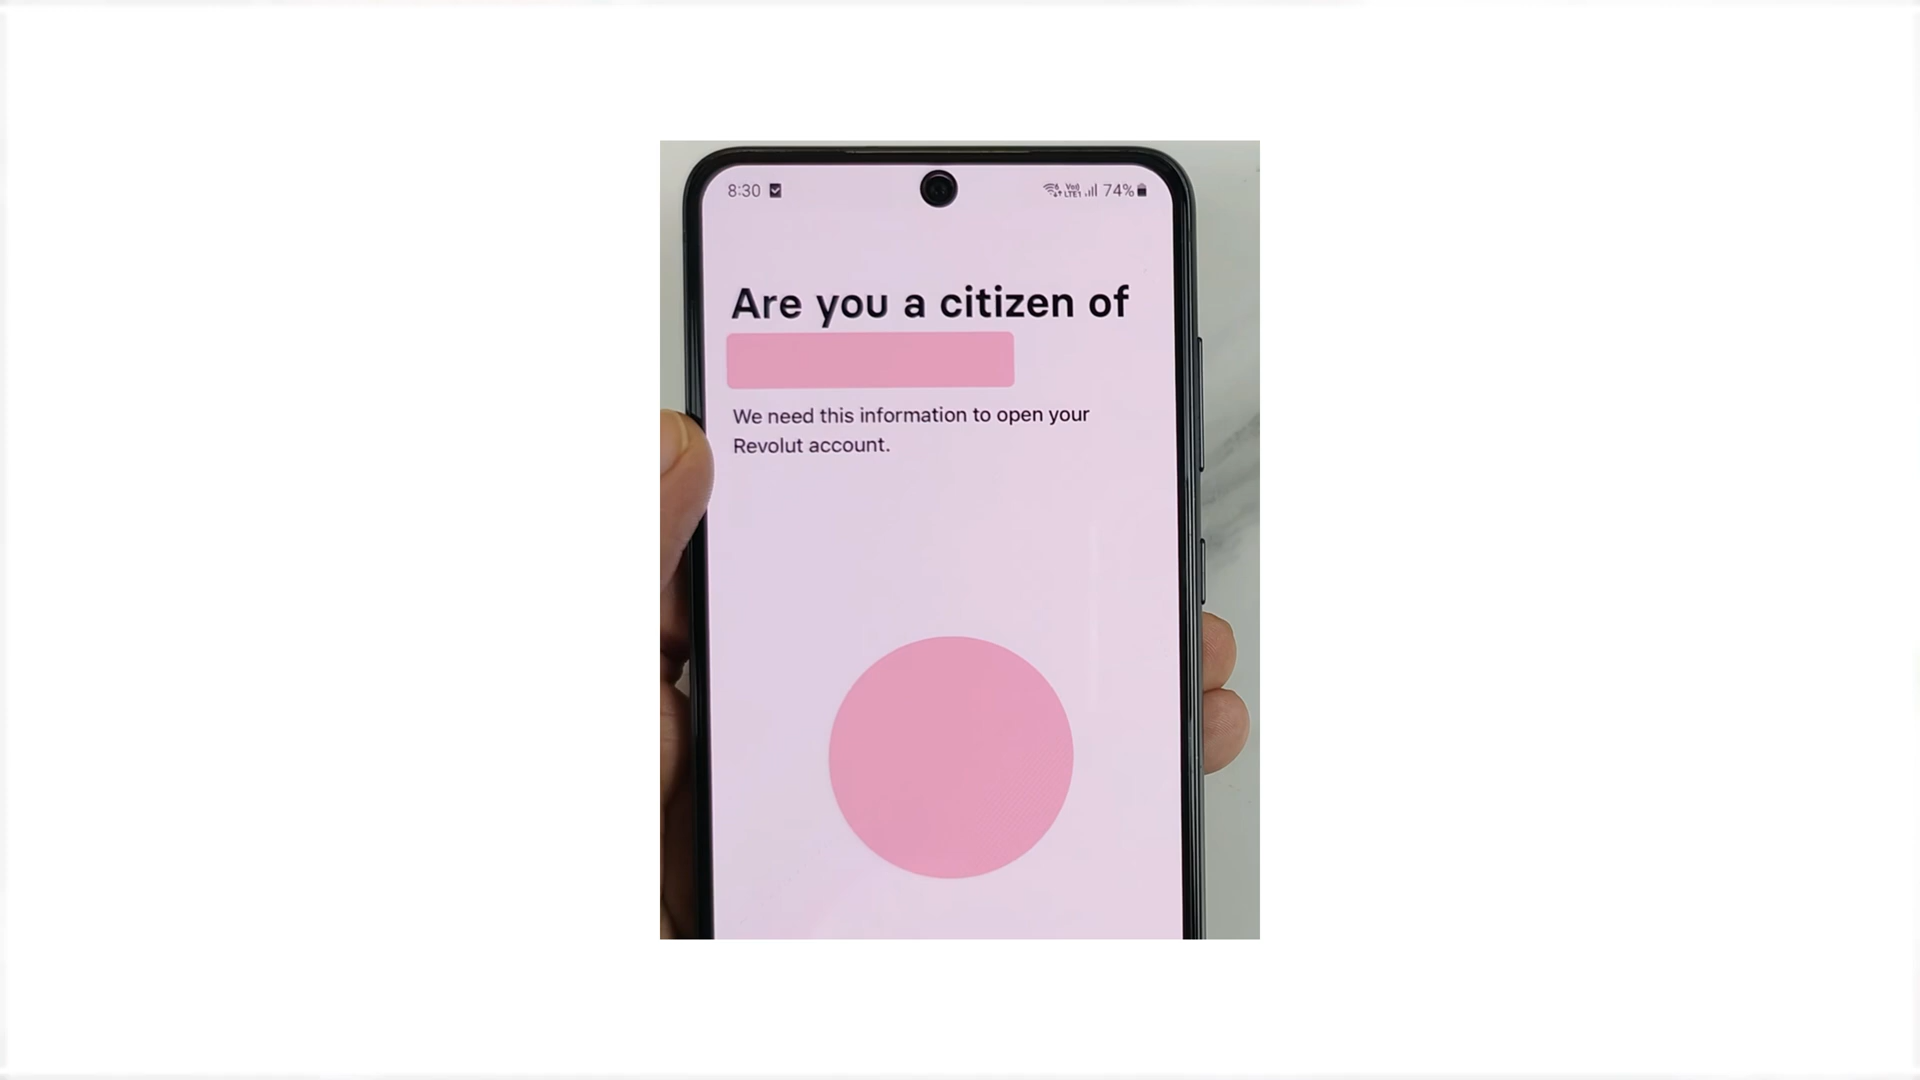 8:30
74%
Are you a citizen of
We need this information to open your
Revolut account.